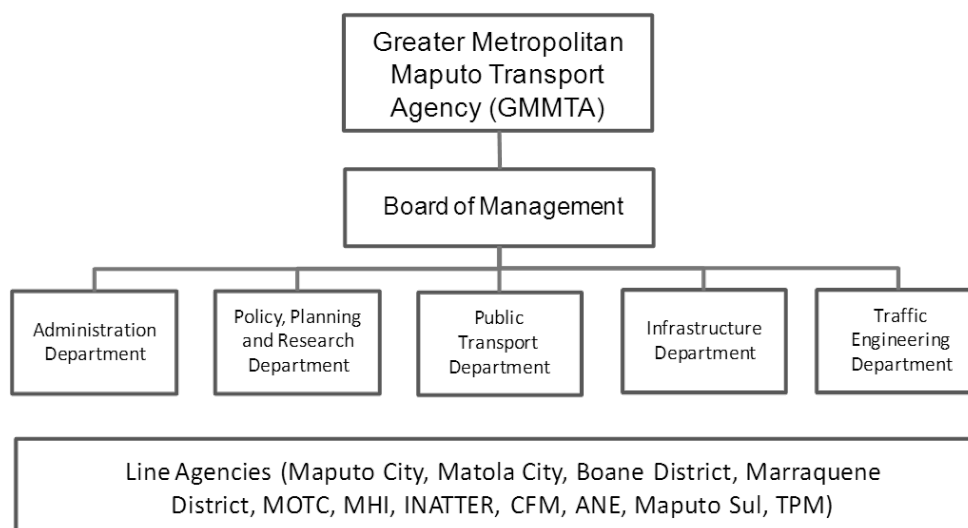 Greater Metropolitan
Maputo Transport
Agency (GMMTA)
Board of Management
Administration
Department
Policy, Planning
and Research
Department
Public
Transport
Department
Infrastructure
Department
Traffic
Engineering
Department
Line Agencies (Maputo City, Matola City, Boane District, Marraquene
District, MOTC, MHI, INATTER, CFM, ANE, Maputo Sul, TPM)